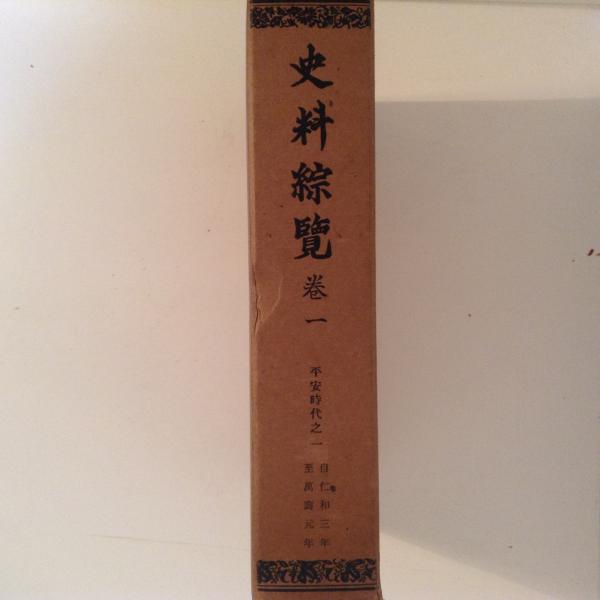 史料綜覽
卷一
平安時代之一
自仁和三年
至萬壽元年